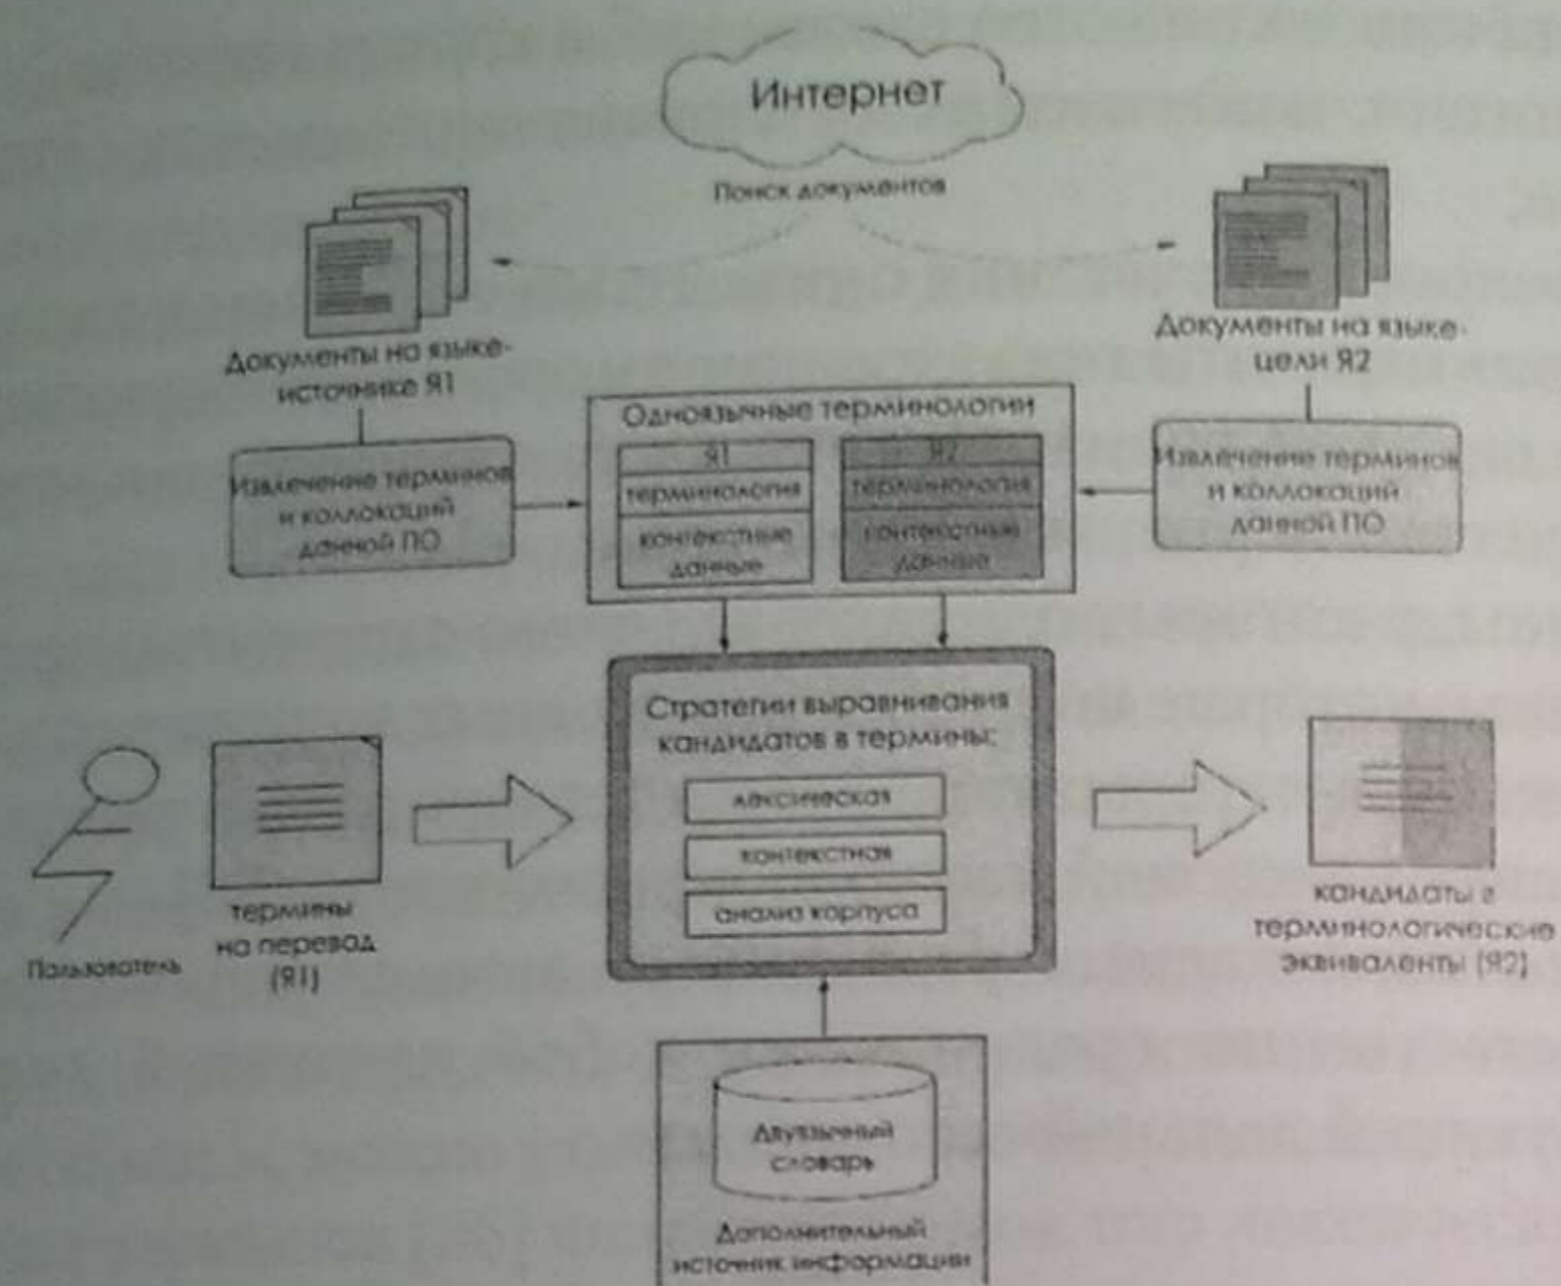 Интернет
Поиск документов
Документы на языке-
источнике Я1
Документы на языке-
цели Я2
Извлечение терминов
и коллокаций
данной ПО
Одноязычные терминологии
Я1
терминология
контекстные
данные
Я2
терминология
контекстные
данные
Извлечение терминов
и коллокаций
данной ПО
Стратегии выравнивания
кандидатов в термины:
лексическая
контекстная
анализ корпуса
Пользователь
термины
на перевод
(Я1)
кандидаты в
терминологические
эквиваленты (Я2)
Двуязычный
словарь
Дополнительный
источник информации